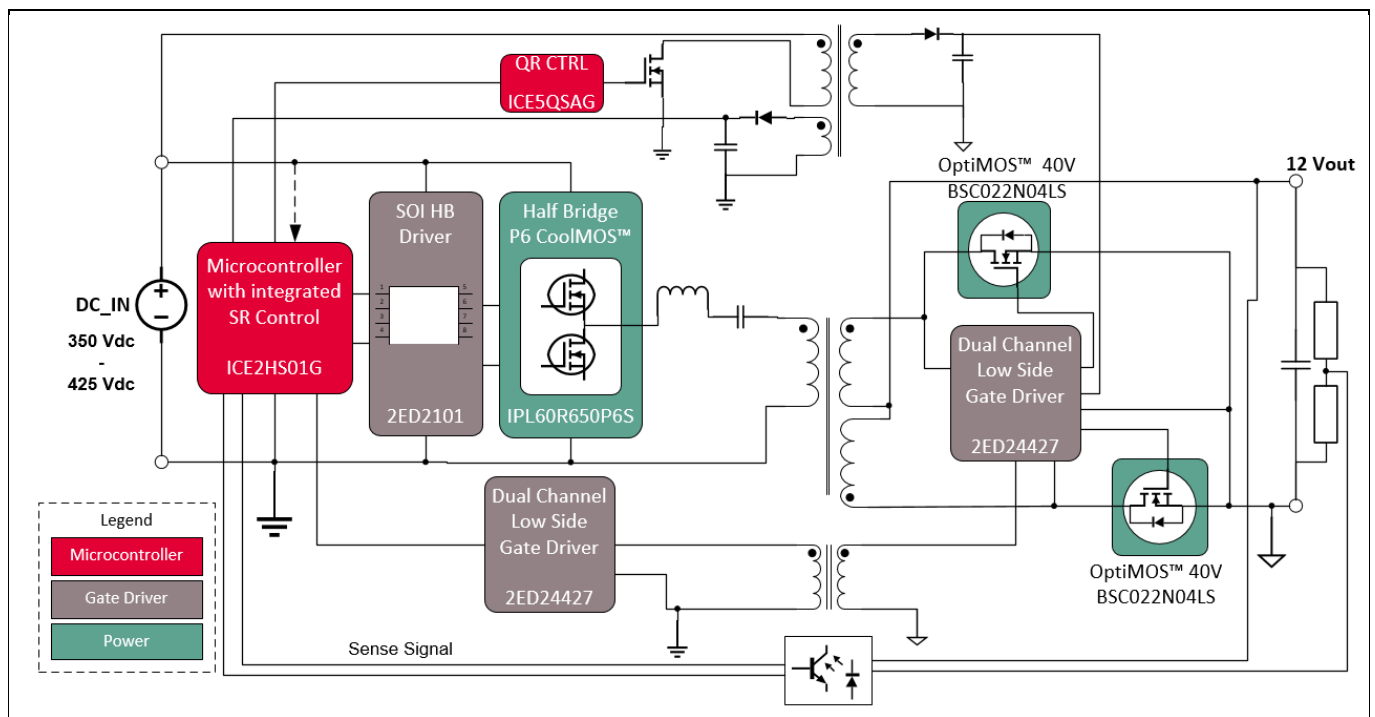 QR CTRL
ICE5QSAG
OptiMOS™ 40V
BSC022N04LS
12 Vout
SOI HB
Driver
1
2
3
4
5
6
7
8
2ED2101
Half Bridge
P6 CoolMOS™
IPL60R650P6S
Microcontroller
with integrated
SR Control
ICE2HS01G
DC_IN
350 Vdc
-
425 Vdc
Dual Channel
Low Side
Gate Driver
2ED24427
Dual Channel
Low Side
Gate Driver
2ED24427
OptiMOS™ 40V
BSC022N04LS
Legend
Microcontroller
Gate Driver
Power
Sense Signal